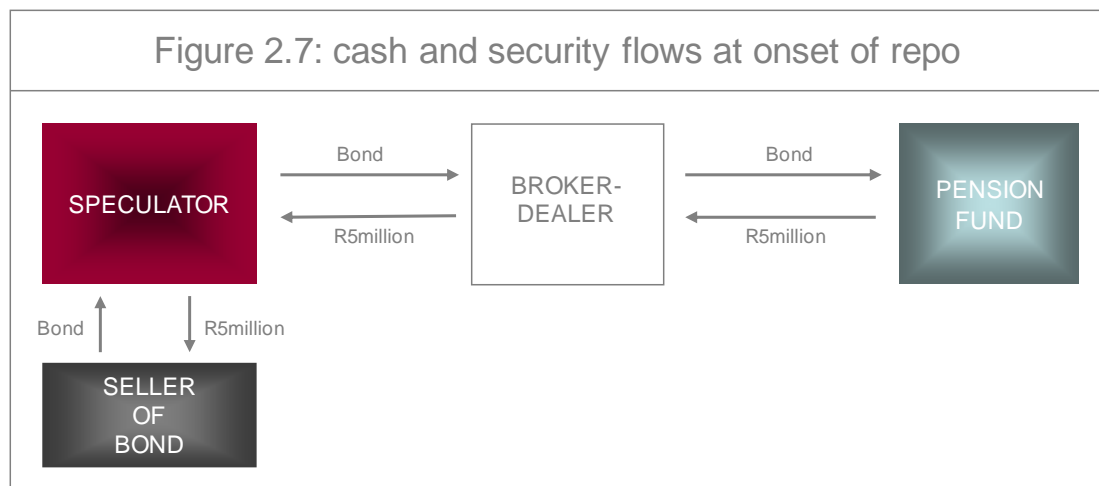 Figure 2.7: cash and security flows at onset of repo
SPECULATOR
Bond
R5million
BROKER-
DEALER
Bond
R5million
PENSION
FUND
Bond
R5million
SELLER
OF
BOND